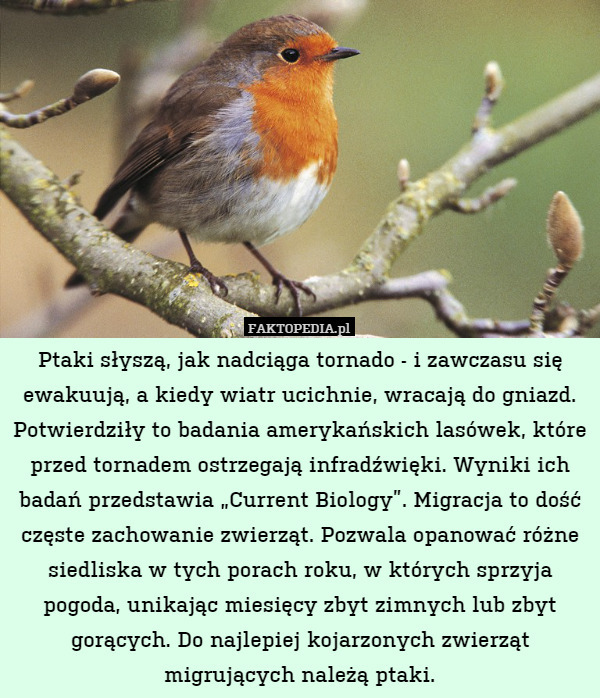 FAKTOPEDIA.pl
Ptaki słyszą, jak nadciąga tornado - i zawczasu się
ewakuują, a kiedy wiatr ucichnie, wracają do gniazd.
Potwierdziły to badania amerykańskich lasówek, które
przed tornadem ostrzegają infradźwięki. Wyniki ich
badań przedstawia „Current Biology”. Migracja to dość
częste zachowanie zwierząt. Pozwala opanować różne
siedliska w tych porach roku, w których sprzyja
pogoda, unikając miesięcy zbyt zimnych lub zbyt
gorących. Do najlepiej kojarzonych zwierząt
migrujących należą ptaki.